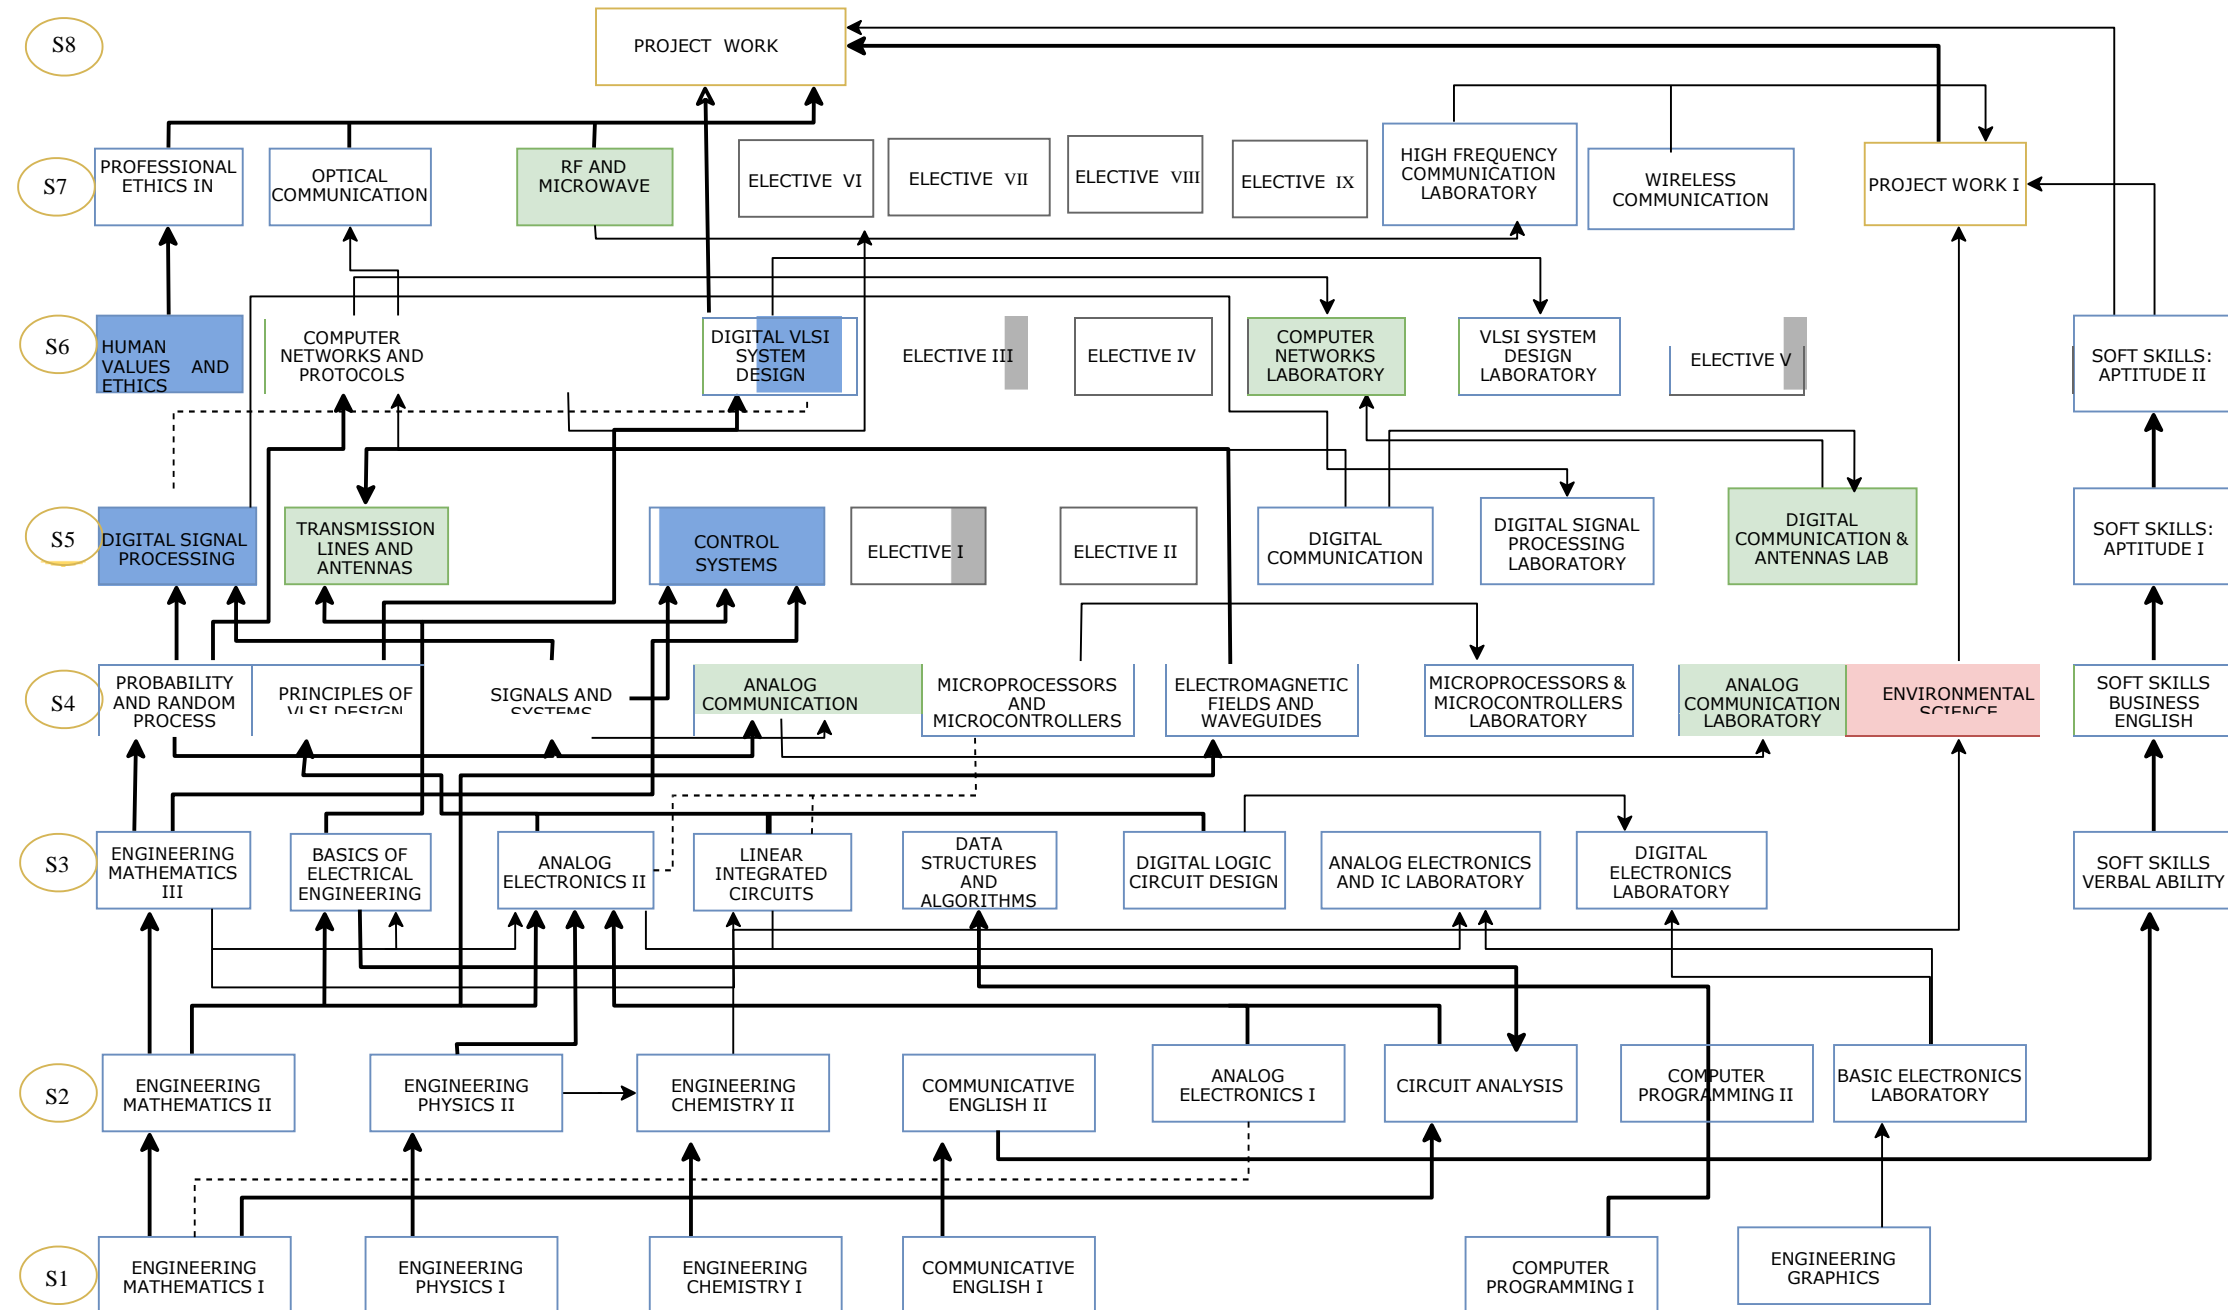 S8
PROJECT WORK
S7
PROFESSIONAL
ETHICS IN
OPTICAL
COMMUNICATION
RF AND
MICROWAVE
ELECTIVE VI
ELECTIVE VII
ELECTIVE VIII
ELECTIVE IX
HIGH FREQUENCY
COMMUNICATION
LABORATORY
WIRELESS
COMMUNICATION
PROJECT WORK I
S6
HUMAN
VALUES AND
ETHICS
COMPUTER
NETWORKS AND
PROTOCOLS
DIGITAL VLSI
SYSTEM
DESIGN
ELECTIVE III
ELECTIVE IV
COMPUTER
NETWORKS
LABORATORY
VLSI SYSTEM
DESIGN
LABORATORY
ELECTIVE V
SOFT SKILLS:
APTITUDE II
S5
DIGITAL SIGNAL
PROCESSING
TRANSMISSION
LINES AND
ANTENNAS
CONTROL
SYSTEMS
ELECTIVE I
ELECTIVE II
DIGITAL
COMMUNICATION
DIGITAL SIGNAL
PROCESSING
LABORATORY
DIGITAL
COMMUNICATION &
ANTENNAS LAB
SOFT SKILLS:
APTITUDE I
S4
PROBABILITY
AND RANDOM
PROCESS
PRINCIPLES OF
VLSI DESIGN
SIGNALS AND
SYSTEMS
ANALOG
COMMUNICATION
MICROPROCESSORS
AND
MICROCONTROLLERS
ELECTROMAGNETIC
FIELDS AND
WAVEGUIDES
MICROPROCESSORS &
MICROCONTROLLERS
LABORATORY
ANALOG
COMMUNICATION
LABORATORY
ENVIRONMENTAL
SCIENCE
SOFT SKILLS
BUSINESS
ENGLISH
S3
ENGINEERING
MATHEMATICS
III
BASICS OF
ELECTRICAL
ENGINEERING
ANALOG
ELECTRONICS II
LINEAR
INTEGRATED
CIRCUITS
DATA
STRUCTURES
AND
ALGORITHMS
DIGITAL LOGIC
CIRCUIT DESIGN
ANALOG ELECTRONICS
AND IC LABORATORY
DIGITAL
ELECTRONICS
LABORATORY
SOFT SKILLS
VERBAL ABILITY
S2
ENGINEERING
MATHEMATICS II
ENGINEERING
PHYSICS II
ENGINEERING
CHEMISTRY II
COMMUNICATIVE
ENGLISH II
ANALOG
ELECTRONICS I
CIRCUIT ANALYSIS
COMPUTER
PROGRAMMING II
BASIC ELECTRONICS
LABORATORY
S1
ENGINEERING
MATHEMATICS I
ENGINEERING
PHYSICS I
ENGINEERING
CHEMISTRY I
COMMUNICATIVE
ENGLISH I
COMPUTER
PROGRAMMING I
ENGINEERING
GRAPHICS